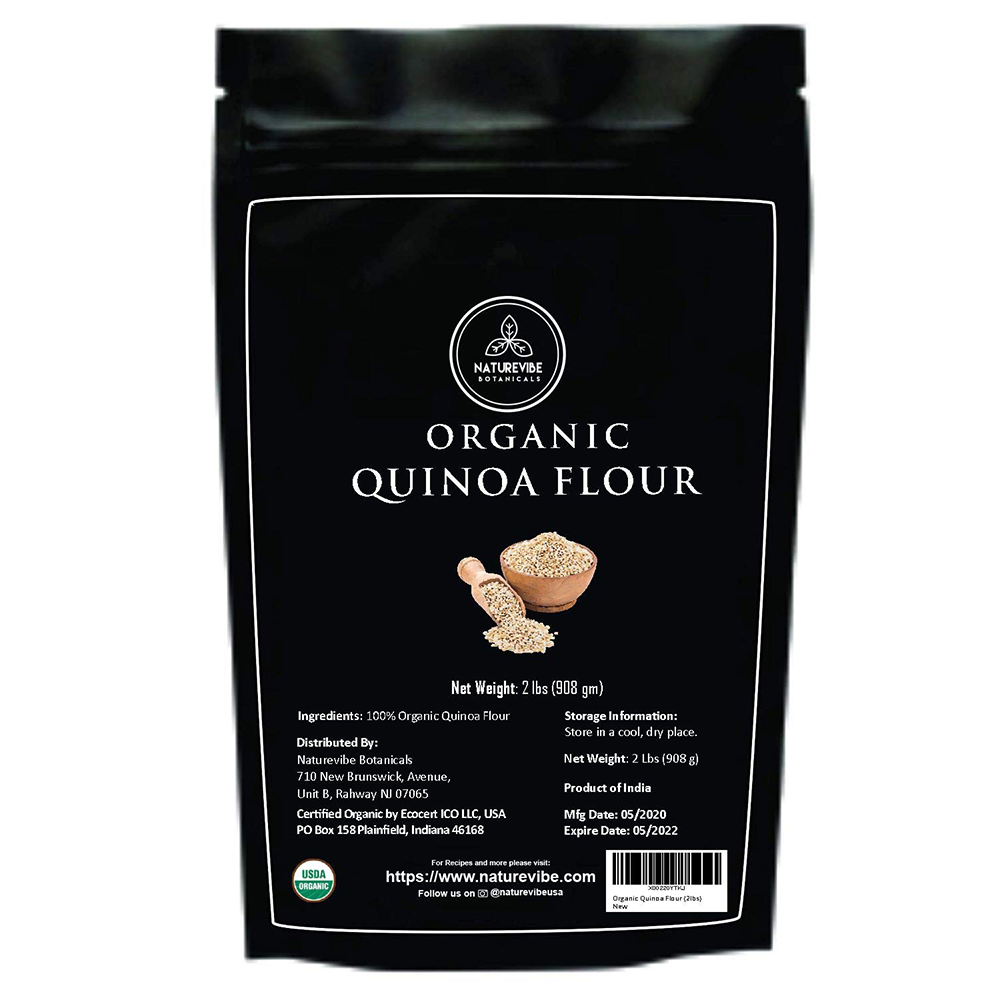 NATUREVIBE
BOTANICALS
ORGANIC
QUINOA FLOUR
Net Weight: 2 lbs (908 gm)
Ingredients: 100% Organic Quinoa Flour
Distributed By:
Naturevibe Botanicals
710 New Brunswick, Avenue,
Unit B, Rahway NJ 07065
Certified Organic by Ecocert ICO LLC, USA
PO Box 158 Plainfield, Indiana 46168
Storage Information:
Store in a cool, dry place.
Net Weight: 2 Lbs (908 g)
Product of India
Mfg Date: 05/2020
Expire Date: 05/2022
USDA
ORGANIC
For Recipes and more please visit:
https://www.naturevibe.com
Follow us on @naturevibeusa
Organic Quinoa Flour (2lbs)
New